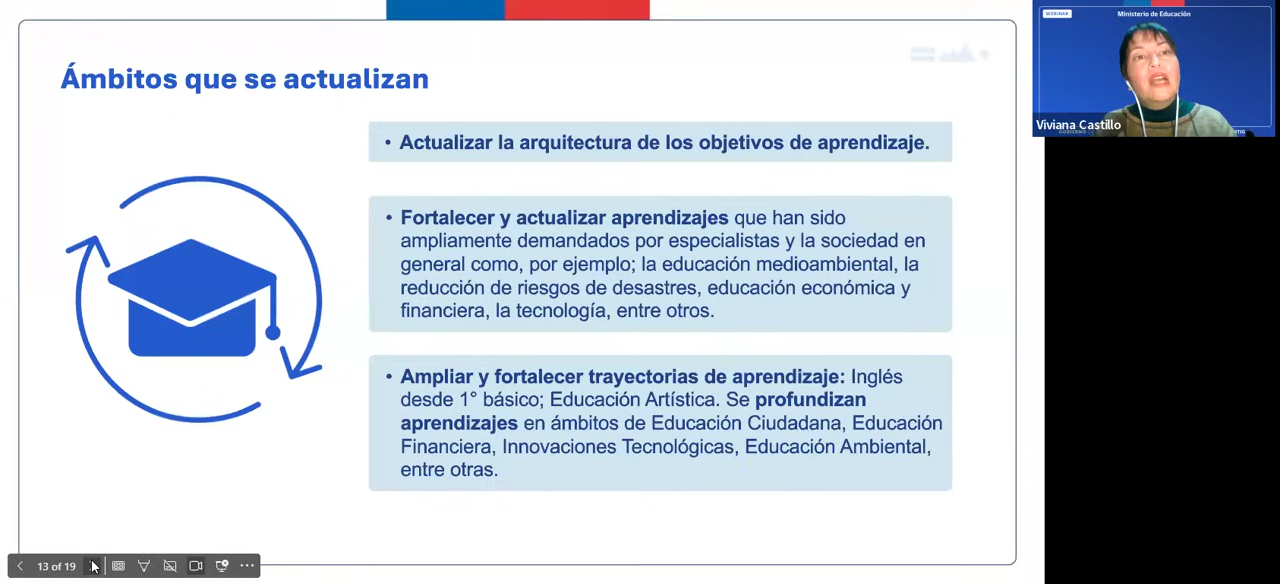 WEBINAR
Ministerio de Educación
Viviana Castillo
Ámbitos que se actualizan
• Actualizar la arquitectura de los objetivos de aprendizaje.
• Fortalecer y actualizar aprendizajes que han sido
ampliamente demandados por especialistas y la sociedad en
general como, por ejemplo; la educación medioambiental, la
reducción de riesgos de desastres, educación económica y
financiera, la tecnología, entre otros.
• Ampliar y fortalecer trayectorias de aprendizaje: Inglés
desde 1° básico; Educación Artística. Se profundizan
aprendizajes en ámbitos de Educación Ciudadana, Educación
Financiera, Innovaciones Tecnológicas, Educación Ambiental,
entre otras.
13 of 19